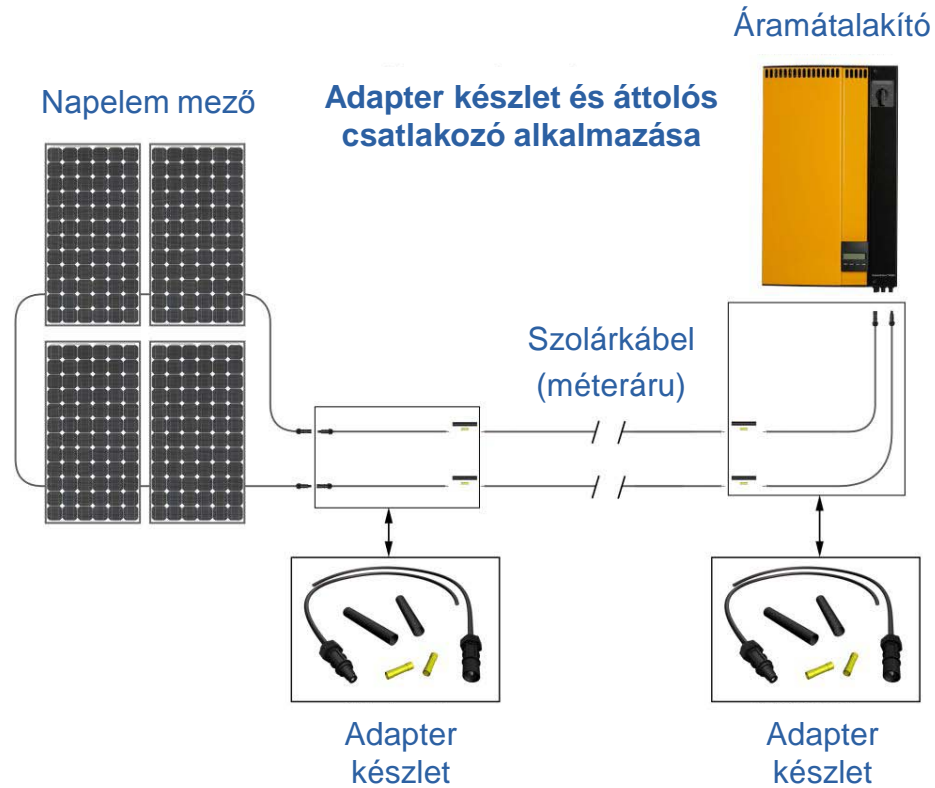 Áramátalakító
Napelem mező
Adapter készlet és áttolós
csatlakozó alkalmazása
Szolárkábel
(méteráru)
Adapter
készlet
Adapter
készlet